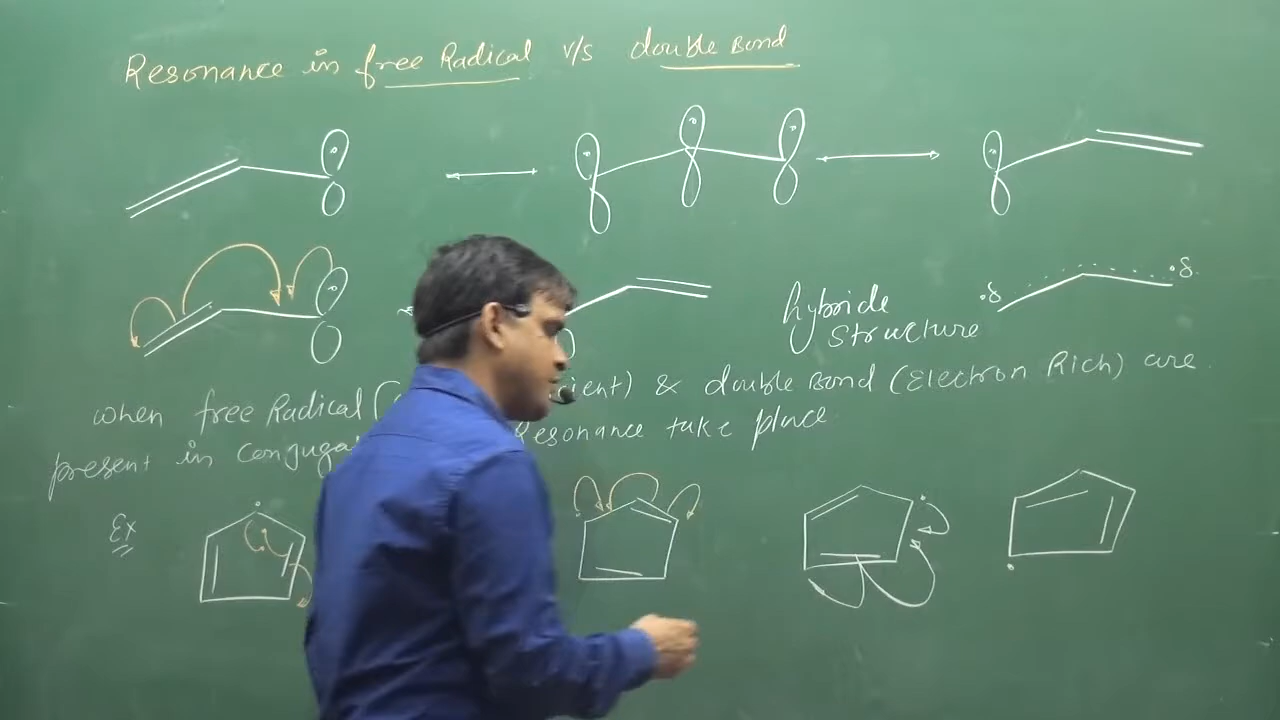 Resonance in free Radical v/s double Bond
.δ .δ
hybride
structure
when free Radical ( cient) & double Bond (Electron Rich) are
present in conjuga Resonance take place
Ex